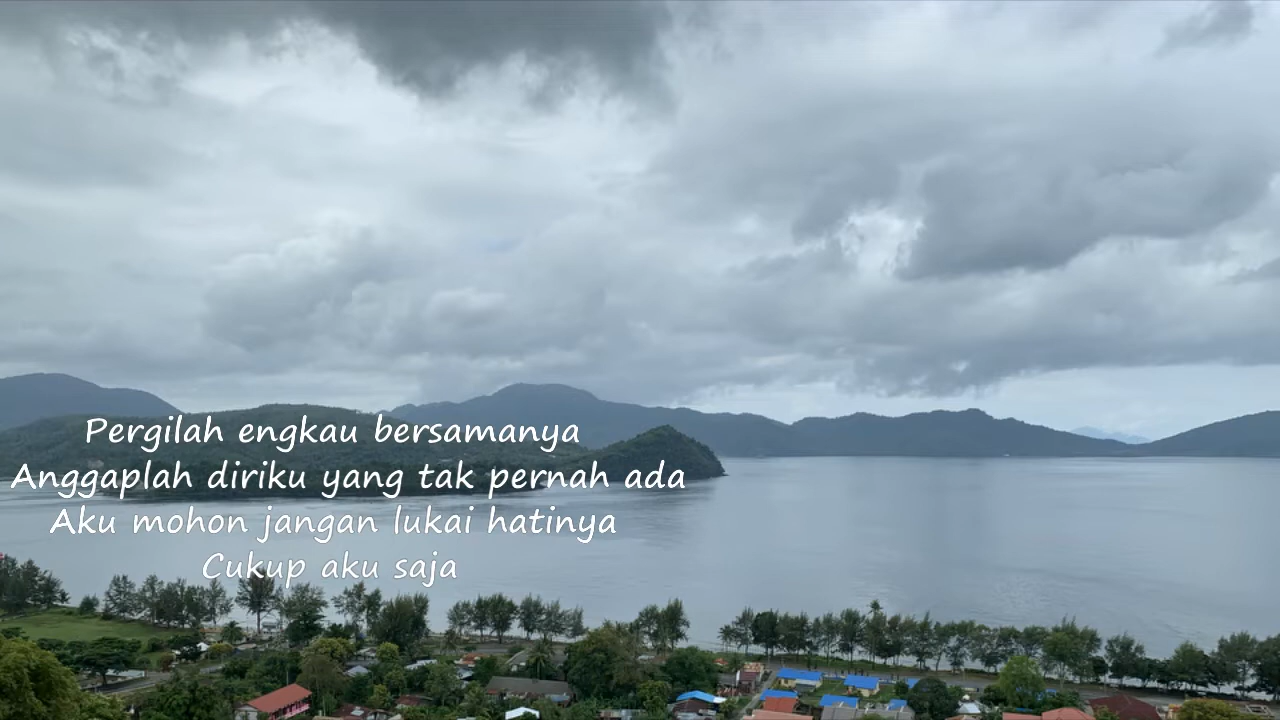 Pergilah engkau bersamanya
Anggaplah diriku yang tak pernah ada
Aku mohon jangan lukai hatinya
Cukup aku saja